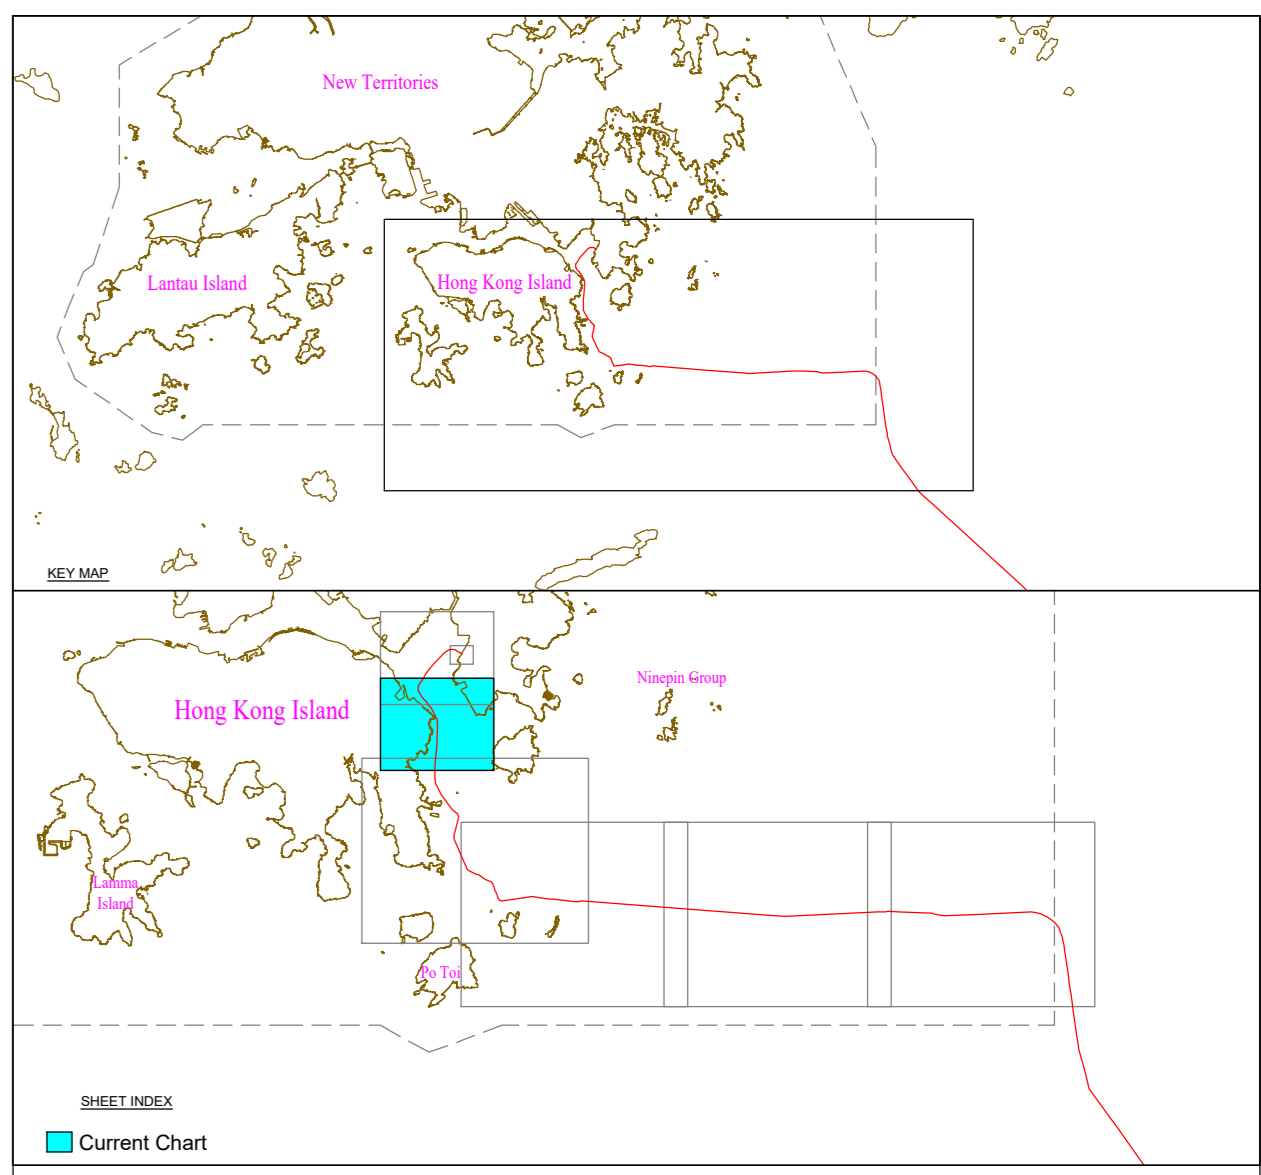 New Territories
Lantau Island
Hong Kong Island
KEY MAP
Ninepin Group
Hong Kong Island
Lamma
Island
Po Toi
SHEET INDEX
Current Chart